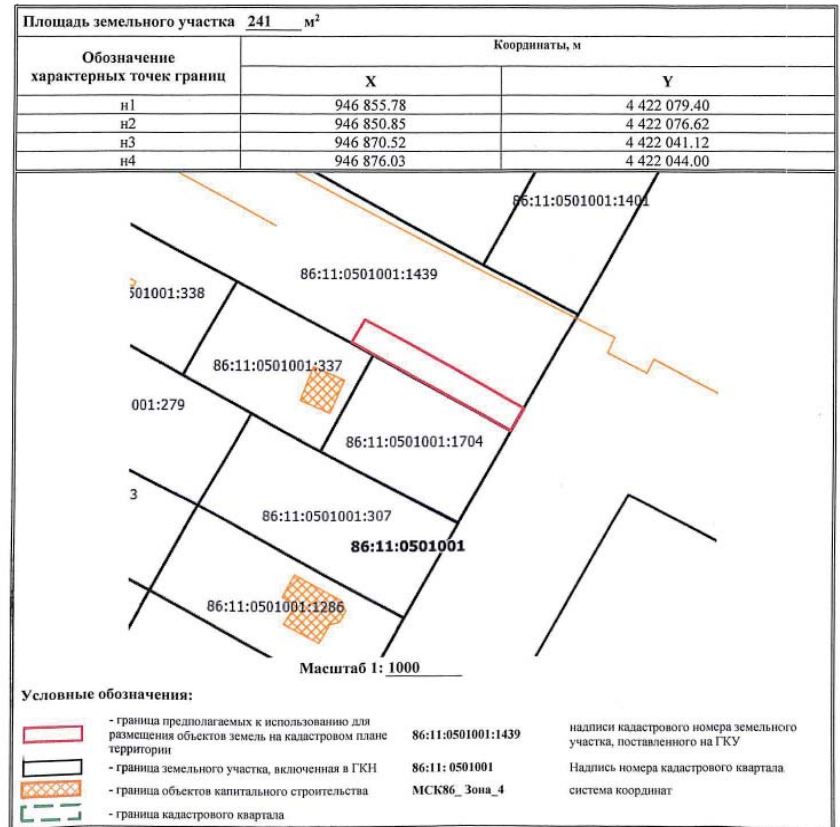 Площадь земельного участка 241 м²
Обозначение характерных точек границ
Координаты, м
X Y
н1 946 855.78 4 422 079.40
н2 946 850.85 4 422 076.62
н3 946 870.52 4 422 041.12
н4 946 876.03 4 422 044.00
86:11:0501001:1401
86:11:0501001:1439
501001:338
86:11:0501001:337
001:279
86:11:0501001:1704
3
86:11:0501001:307
86:11:0501001
86:11:0501001:1286
Масштаб 1: 1000
Условные обозначения:
- граница предполагаемых к использованию для
размещения объектов земель на кадастровом плане
территории
86:11:0501001:1439
надписи кадастрового номера земельного
участка, поставленного на ГКУ
- граница земельного участка, включенная в ГКН
86:11: 0501001
Надпись номера кадастрового квартала
- граница объектов капитального строительства
МСК86_ Зона_4
система координат
- граница кадастрового квартала